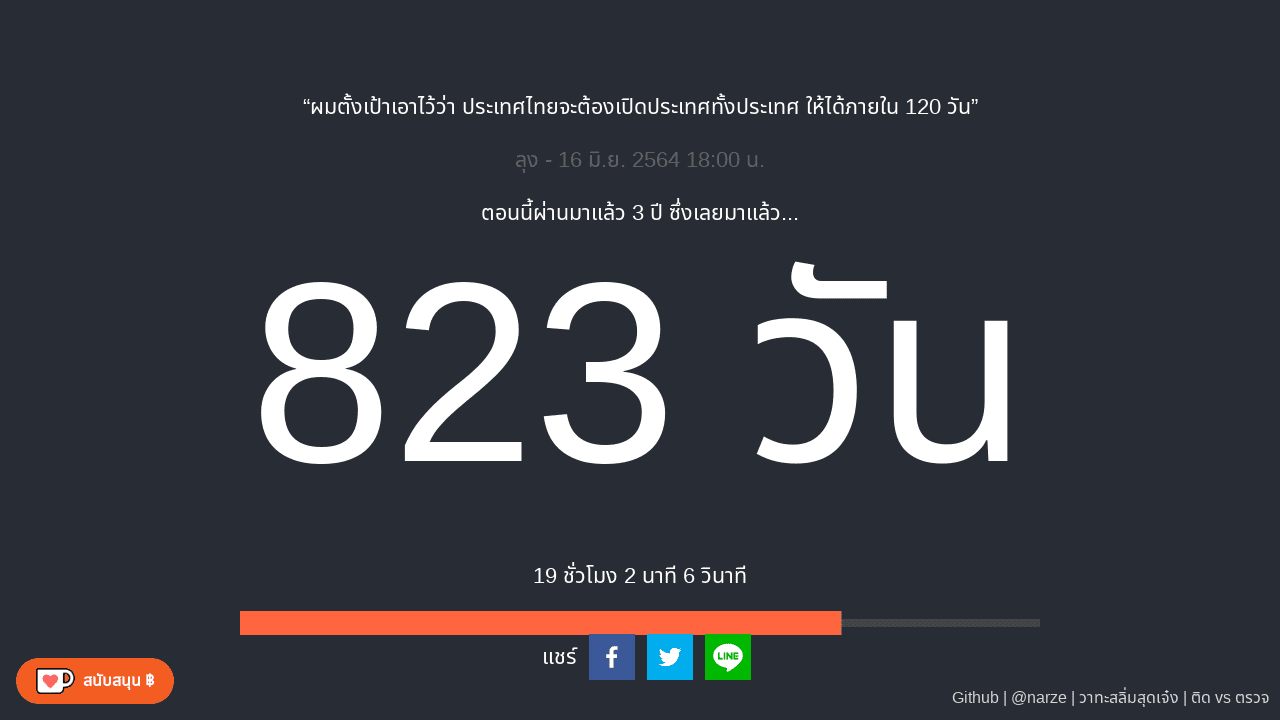 “ผมตั้งเป้าเอาไว้ว่า ประเทศไทยจะต้องเปิดประเทศทั้งประเทศ ให้ได้ภายใน 120 วัน”
ลุง - 16 มิ.ย. 2564 18:00 น.
ตอนนี้ผ่านมาแล้ว 3 ปี ซึ่งเลยมาแล้ว...
823 วัน
19 ชั่วโมง 2 นาที 6 วินาที
แชร์
LINE
สนับสนุน ฿
Github | @narze | วาทะสลิ่มสุดเจ๋ง | ติด vs ตรวจ